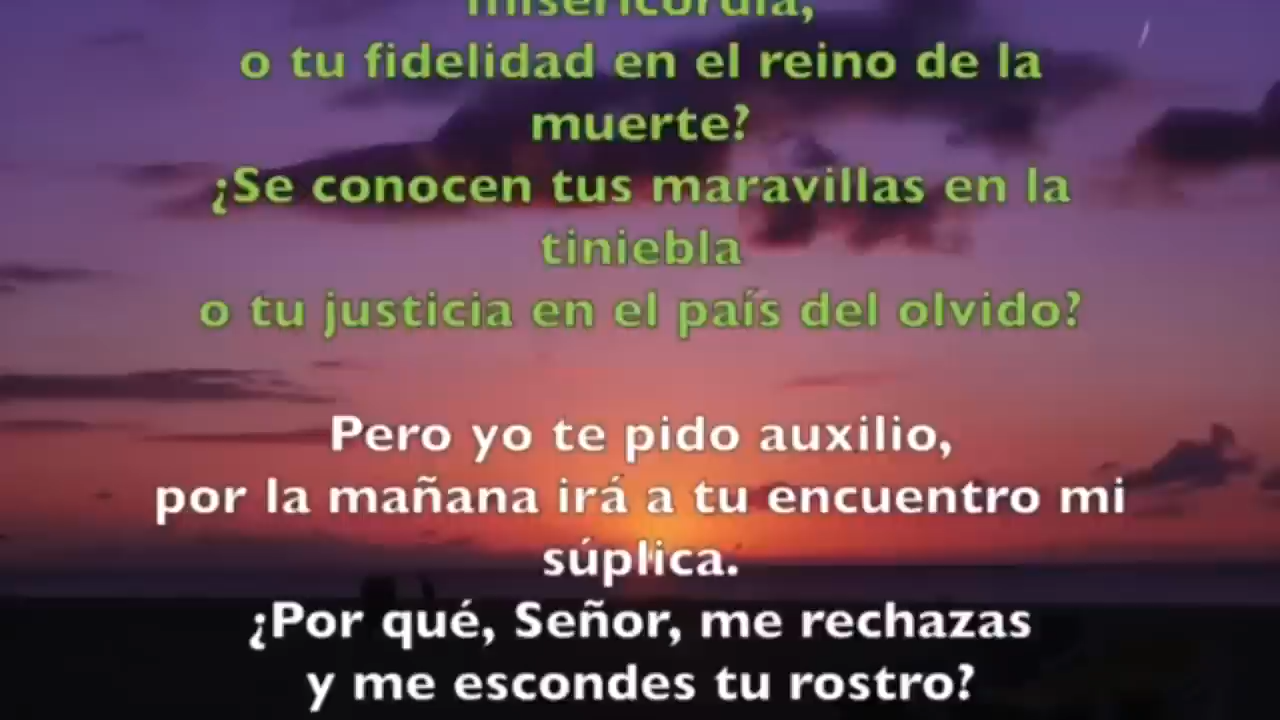 misericordia,
o tu fidelidad en el reino de la
muerte?
¿Se conocen tus maravillas en la
tiniebla
o tu justicia en el país del olvido?
Pero yo te pido auxilio,
por la mañana irá a tu encuentro mi
súplica.
¿Por qué, Señor, me rechazas
y me escondes tu rostro?